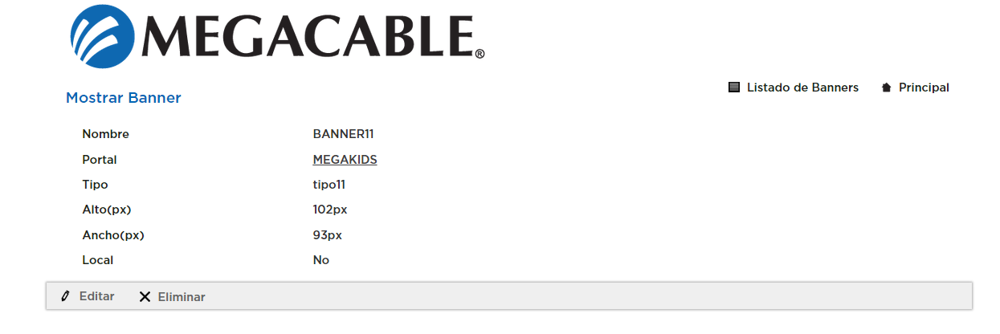 MEGACABLE®
Listado de Banners Principal
Mostrar Banner
Nombre BANNER11
Portal MEGAKIDS
Tipo tipo11
Alto(px) 102px
Ancho(px) 93px
Local No
Editar Eliminar